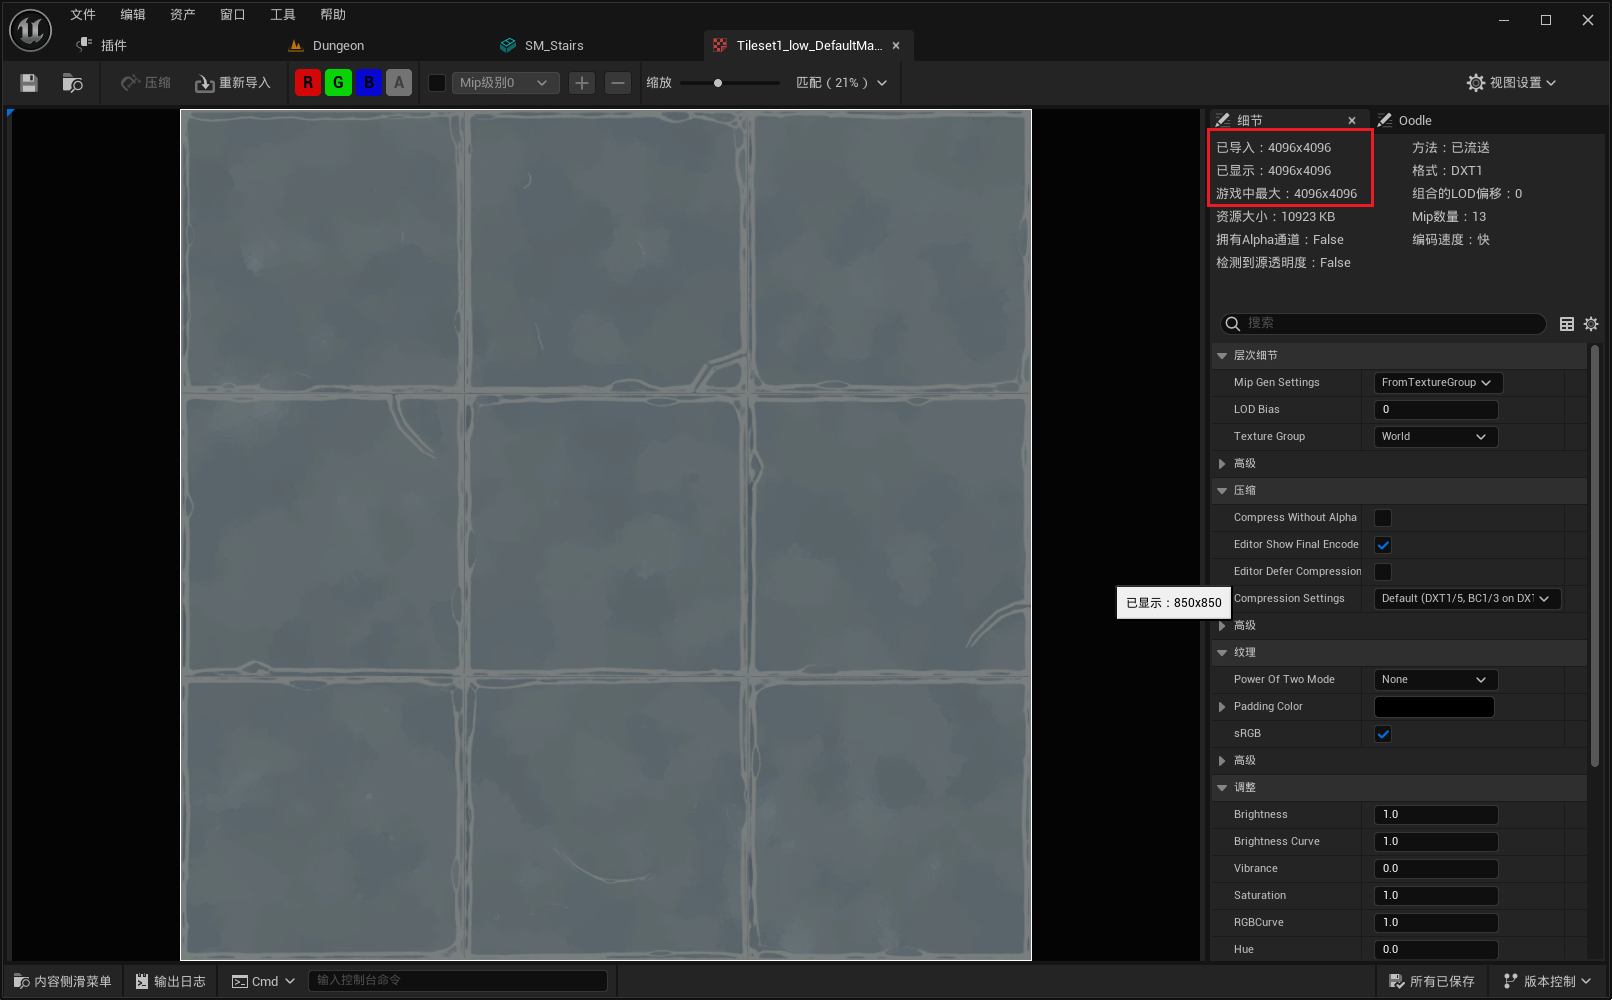 文件 编辑 资产 窗口 工具 帮助
插件 Dungeon SM_Stairs Tileset1_low_DefaultMa...
压缩 重新导入 R G B A Mip级别0 缩放 匹配（21%） 视图设置
细节 Oodle
已导入：4096x4096 方法：已流送
已显示：4096x4096 格式：DXT1
游戏中最大：4096x4096 组合的LOD偏移：0
资源大小：10923 KB Mip数量：13
拥有Alpha通道：False 编码速度：快
检测到源透明度：False
搜索
层次细节
Mip Gen Settings FromTextureGroup
LOD Bias 0
Texture Group World
高级
压缩
Compress Without Alpha
Editor Show Final Encode
Editor Defer Compression
已显示：850x850
Compression Settings Default (DXT1/5, BC1/3 on DX1
高级
纹理
Power Of Two Mode None
Padding Color
sRGB
高级
调整
Brightness 1.0
Brightness Curve 1.0
Vibrance 0.0
Saturation 1.0
RGBCurve 1.0
Hue 0.0
内容侧滑菜单 输出日志 Cmd 输入控制台命令 所有已保存 版本控制